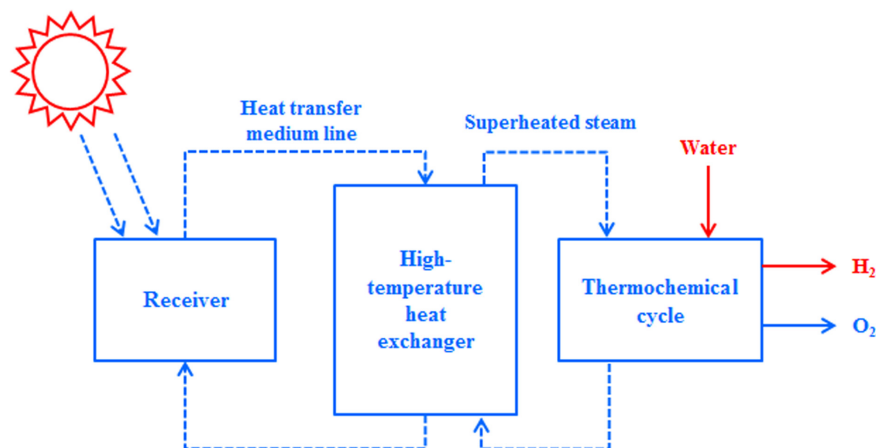 Heat transfer
medium line
Superheated steam
Water
Receiver
High-
temperature
heat
exchanger
Thermochemical
cycle
H₂
O₂